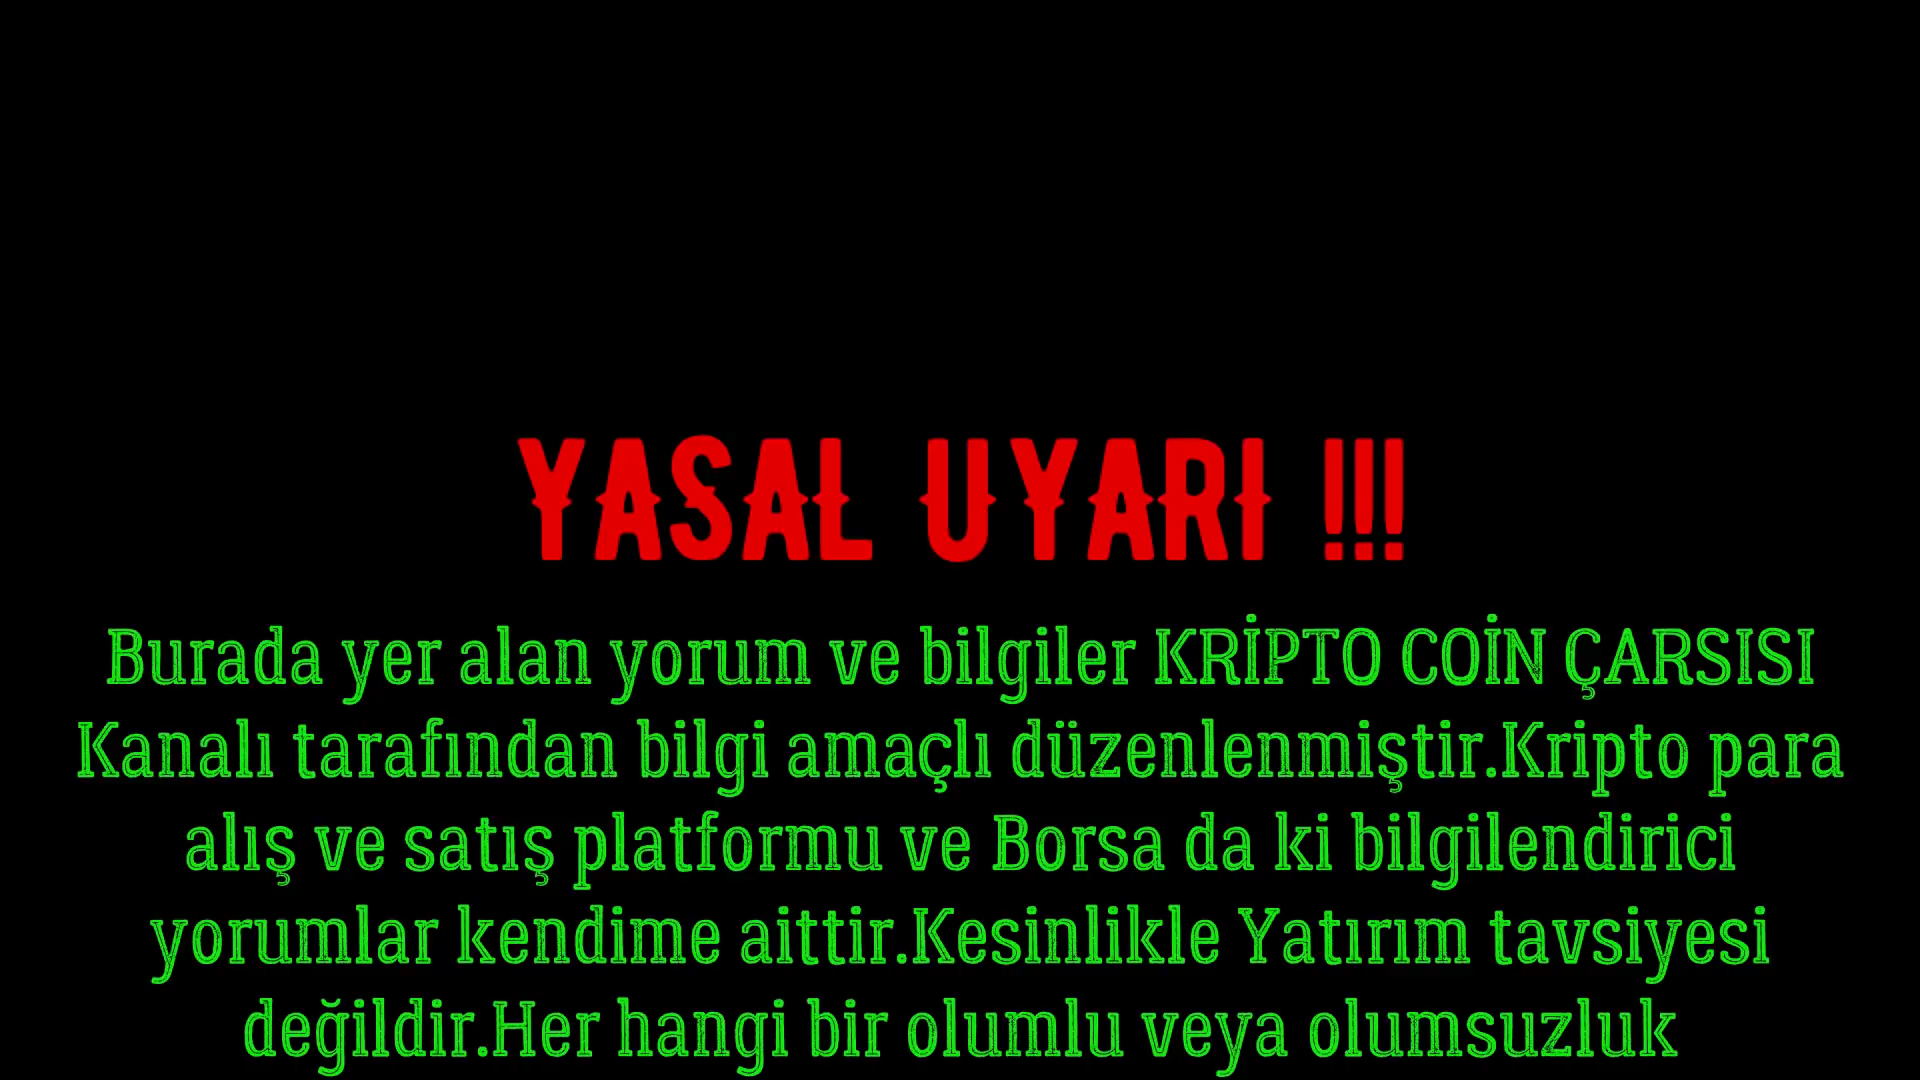 YASAL UYARI !!!
Burada yer alan yorum ve bilgiler KRİPTO COİN ÇARSISI
Kanalı tarafından bilgi amaçlı düzenlenmiştir.Kripto para
alış ve satış platformu ve Borsa da ki bilgilendirici
yorumlar kendime aittir.Kesinlikle Yatırım tavsiyesi
değildir.Her hangi bir olumlu veya olumsuzluk